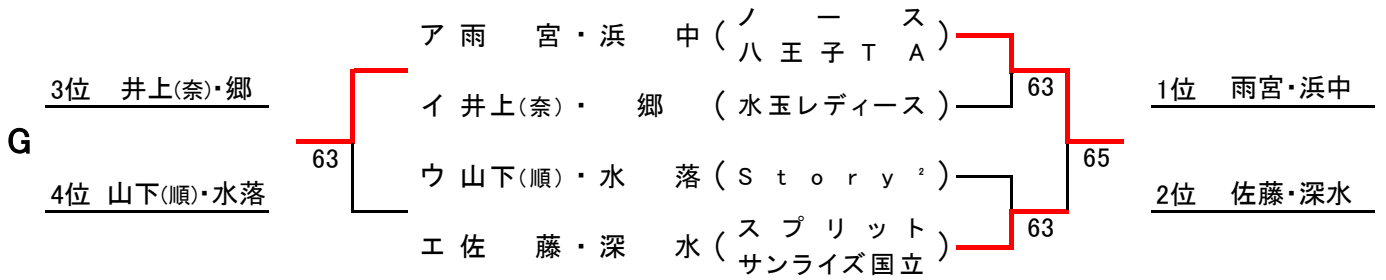 G
3位 井上(奈)・郷
4位 山下(順)・水落
63
ア 雨宮・浜中 (ノース
八王子TA)
イ 井上(奈)・郷 (水玉レディース)
ウ 山下(順)・水落 (Story²)
エ 佐藤・深水 (スプリット
サンライズ国立)
63
63
65
1位 雨宮・浜中
2位 佐藤・深水